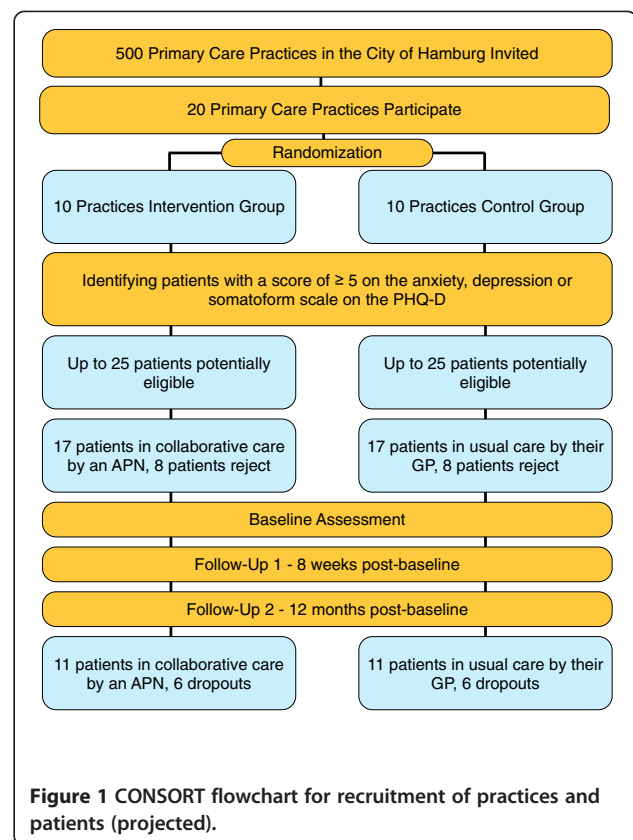 500 Primary Care Practices in the City of Hamburg Invited
20 Primary Care Practices Participate
Randomization
10 Practices Intervention Group
10 Practices Control Group
Identifying patients with a score of ≥ 5 on the anxiety, depression or
somatoform scale on the PHQ-D
Up to 25 patients potentially
eligible
Up to 25 patients potentially
eligible
17 patients in collaborative care
by an APN, 8 patients reject
17 patients in usual care by their
GP, 8 patients reject
Baseline Assessment
Follow-Up 1 - 8 weeks post-baseline
Follow-Up 2 - 12 months post-baseline
11 patients in collaborative care
by an APN, 6 dropouts
11 patients in usual care by their
GP, 6 dropouts
Figure 1 CONSORT flowchart for recruitment of practices and
patients (projected).